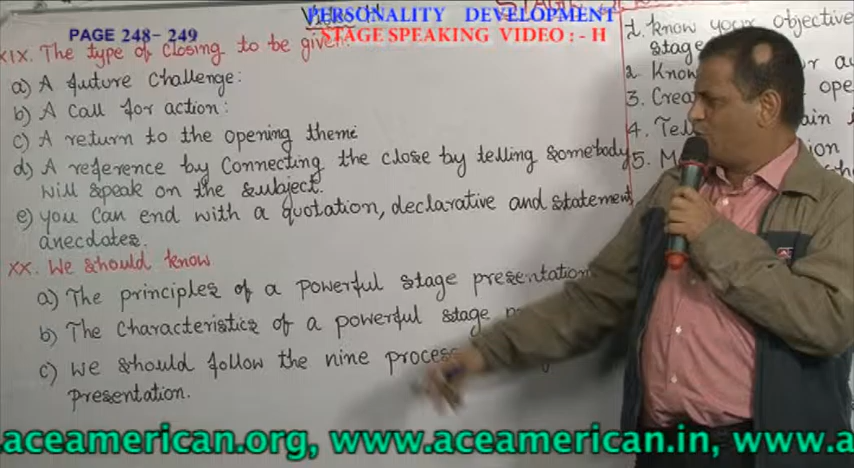 PERSONALITY DEVELOPMENT
PAGE 248- 249
STAGE SPEAKING VIDEO : - H
XIX. The type of closing to be given:
a) A future challenge:
b) A call for action:
c) A return to the opening theme
d) A reference by connecting the close by telling somebody
will speak on the subject.
e) you can end with a quotation, declarative and statement,
anecdotes.
XX. We should know
a) The principles of a powerful stage presentation
b) The characteristics of a powerful stage
c) We should follow the nine process
presentation.
1. know your objective
stage
2. Know
3. Crea
4. Tell
5.
aceamerican.org, www.aceamerican.in, www.a